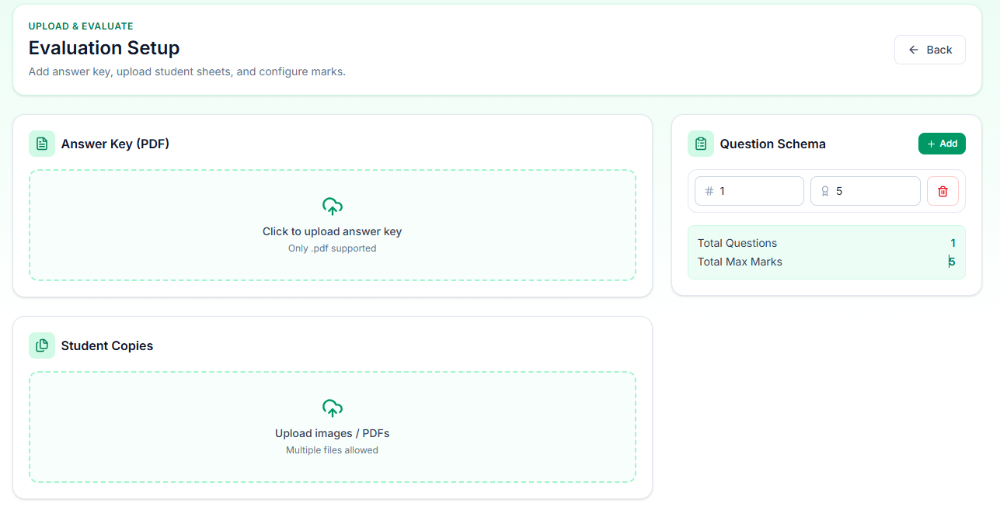 UPLOAD & EVALUATE
Evaluation Setup
Add answer key, upload student sheets, and configure marks.
Back
Answer Key (PDF)
Click to upload answer key
Only .pdf supported
Question Schema
+ Add
# 1
5
Total Questions 1
Total Max Marks 5
Student Copies
Upload images / PDFs
Multiple files allowed